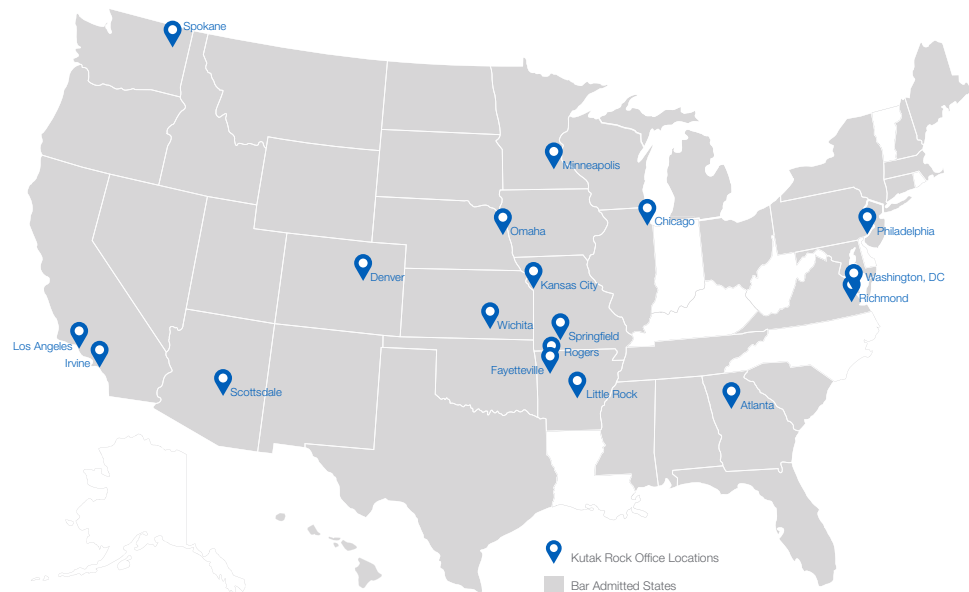 Spokane
Minneapolis
Chicago
Omaha
Philadelphia
Denver
Kansas City
Washington, DC
Richmond
Wichita
Springfield
Los Angeles
Rogers
Irvine
Fayetteville
Scottsdale
Little Rock
Atlanta
Kutak Rock Office Locations
Bar Admitted States